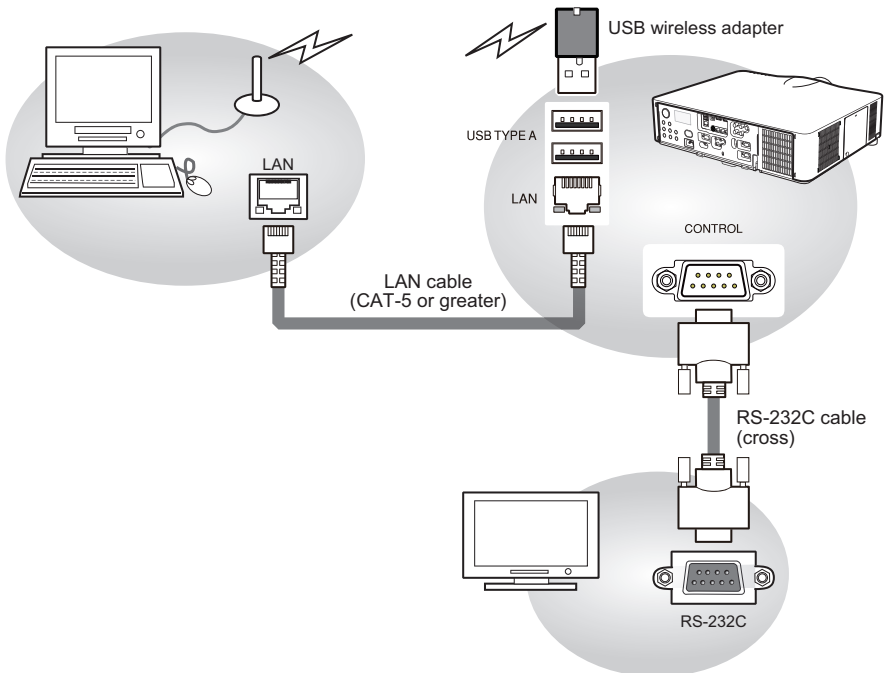 USB wireless adapter
USB TYPE A
LAN
LAN
CONTROL
LAN cable
(CAT-5 or greater)
RS-232C cable
(cross)
RS-232C